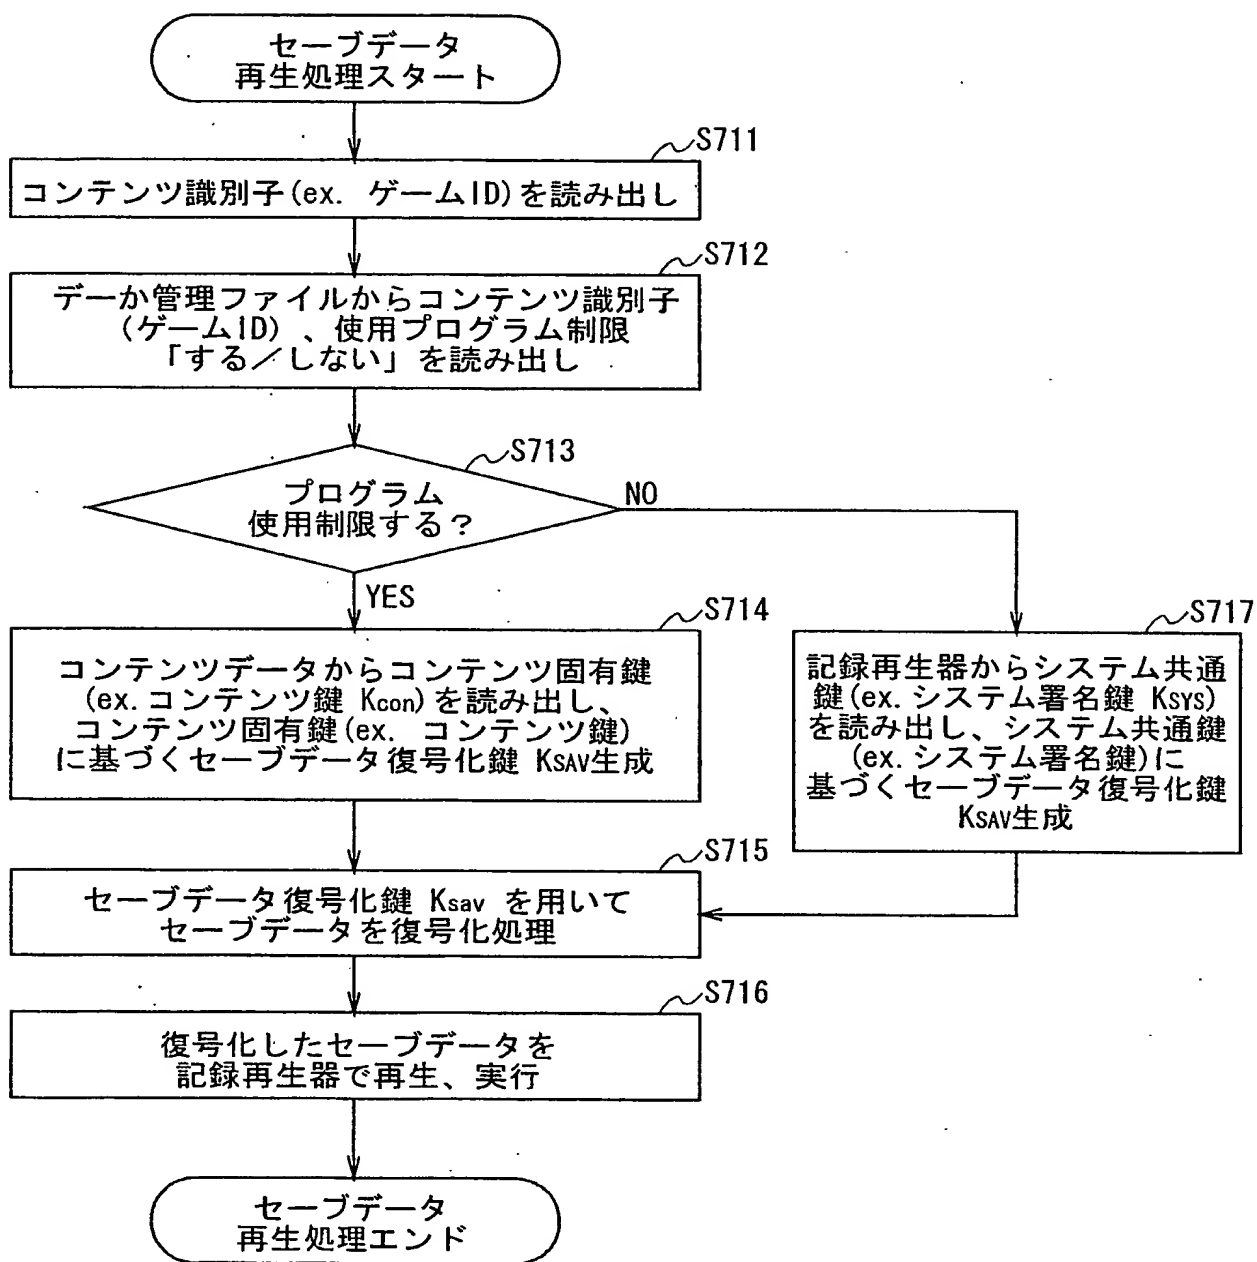 セーブデータ
再生処理スタート
S711
コンテンツ識別子(ex. ゲームID)を読み出し
S712
デーか管理ファイルからコンテンツ識別子
(ゲームID)、使用プログラム制限
「する/しない」を読み出し
S713
プログラム
使用制限する?
NO
YES
S714
コンテンツデータからコンテンツ固有鍵
(ex.コンテンツ鍵 Kcon)を読み出し、
コンテンツ固有鍵(ex. コンテンツ鍵)
に基づくセーブデータ復号化鍵 KSAV生成
S717
記録再生器からシステム共通
鍵(ex.システム署名鍵 KSYS)
を読み出し、システム共通鍵
(ex.システム署名鍵)に
基づくセーブデータ復号化鍵
KSAV生成
S715
セーブデータ復号化鍵 Ksav を用いて
セーブデータを復号化処理
S716
復号化したセーブデータを
記録再生器で再生、実行
セーブデータ
再生処理エンド